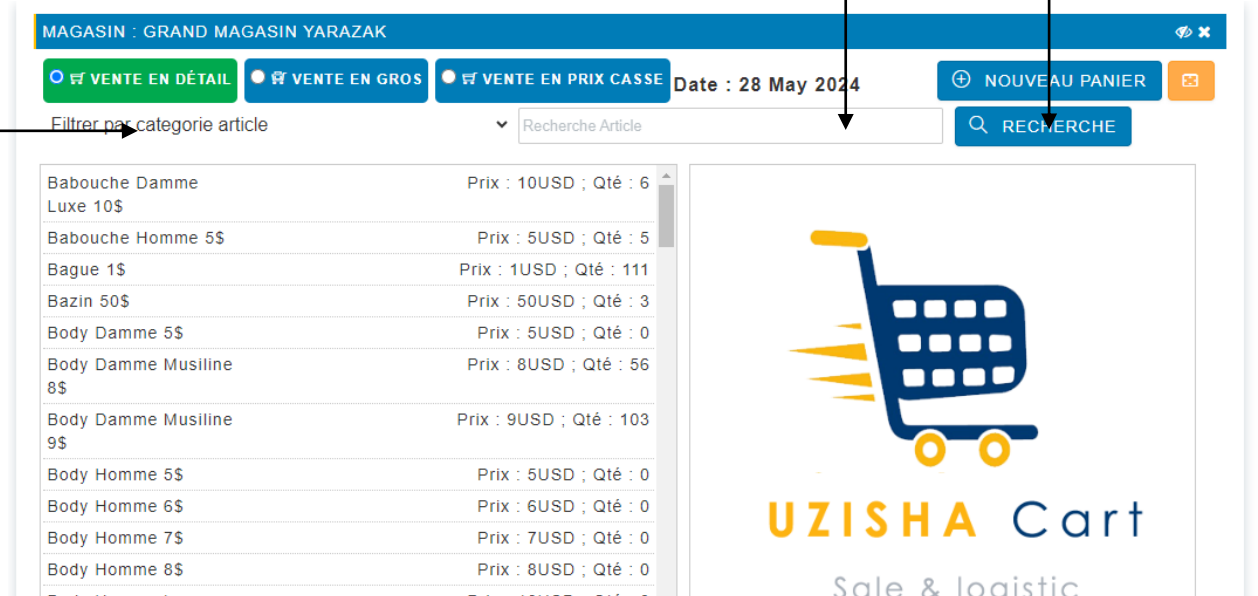 MAGASIN : GRAND MAGASIN YARAZAK
VENTE EN DÉTAIL VENTE EN GROS VENTE EN PRIX CASSE Date : 28 May 2024 NOUVEAU PANIER
Filtrer par categorie article Recherche Article RECHERCHE
Babouche Damme Prix : 10USD ; Qté : 6
Luxe 10$
Babouche Homme 5$ Prix : 5USD ; Qté : 5
Bague 1$ Prix : 1USD ; Qté : 111
Bazin 50$ Prix : 50USD ; Qté : 3
Body Damme 5$ Prix : 5USD ; Qté : 0
Body Damme Musiline Prix : 8USD ; Qté : 56
8$
Body Damme Musiline Prix : 9USD ; Qté : 103
9$
Body Homme 5$ Prix : 5USD ; Qté : 0
Body Homme 6$ Prix : 6USD ; Qté : 0
Body Homme 7$ Prix : 7USD ; Qté : 0
Body Homme 8$ Prix : 8USD ; Qté : 0
UZISHA Cart
Sale & logistic